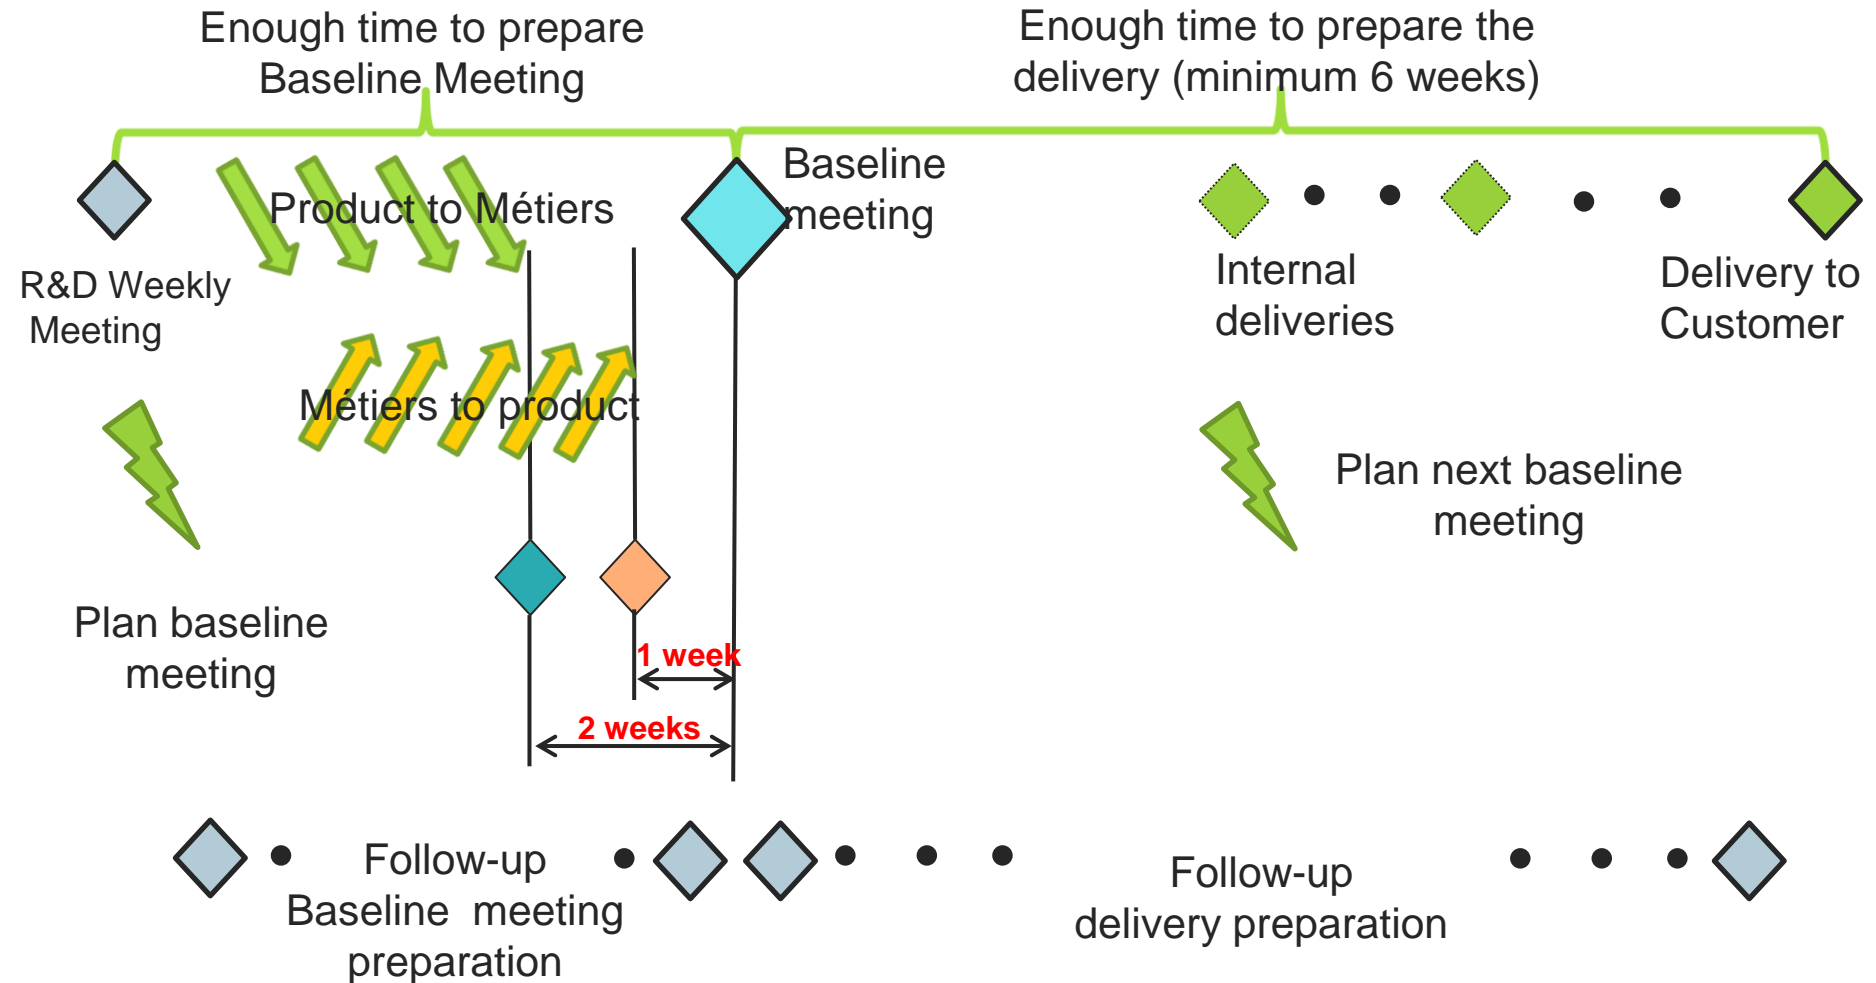 Enough time to prepare
Baseline Meeting
Enough time to prepare the
delivery (minimum 6 weeks)
Baseline
meeting
Product to Métiers
R&D Weekly
Meeting
Internal
deliveries
Delivery to
Customer
Métiers to product
Plan next baseline
meeting
Plan baseline
meeting
1 week
2 weeks
Follow-up
Baseline meeting
preparation
Follow-up
delivery preparation